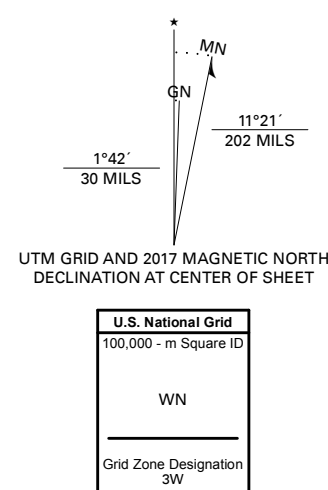 ★
MN
GN
11°21´
202 MILS
1°42´
30 MILS
UTM GRID AND 2017 MAGNETIC NORTH
DECLINATION AT CENTER OF SHEET
U.S. National Grid
100,000 - m Square ID
WN
Grid Zone Designation
3W